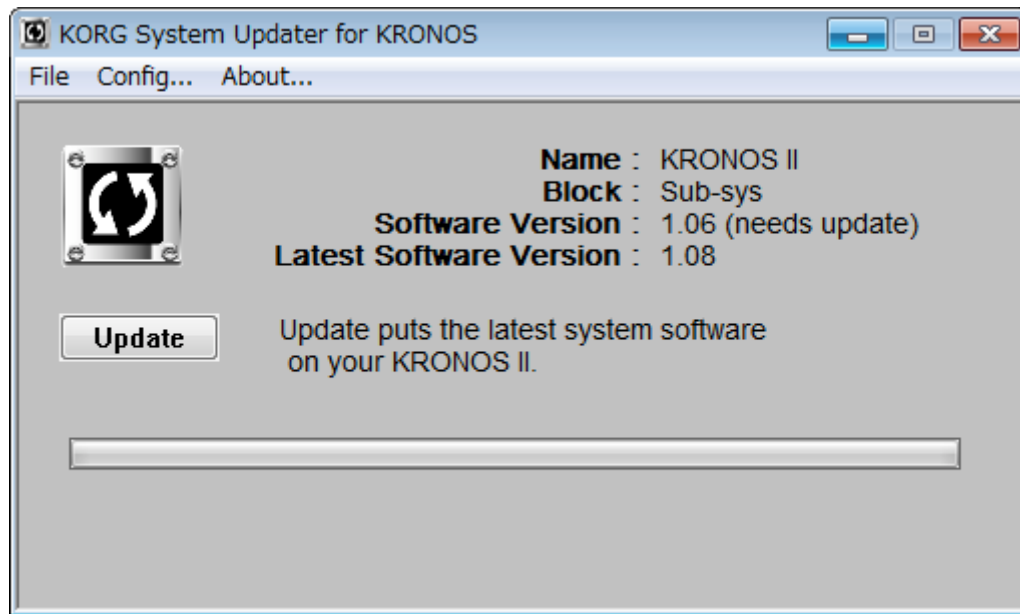 KORG System Updater for KRONOS
File Config... About...
Name : KRONOS II
Block : Sub-sys
Software Version : 1.06 (needs update)
Latest Software Version : 1.08
Update
Update puts the latest system software
on your KRONOS II.